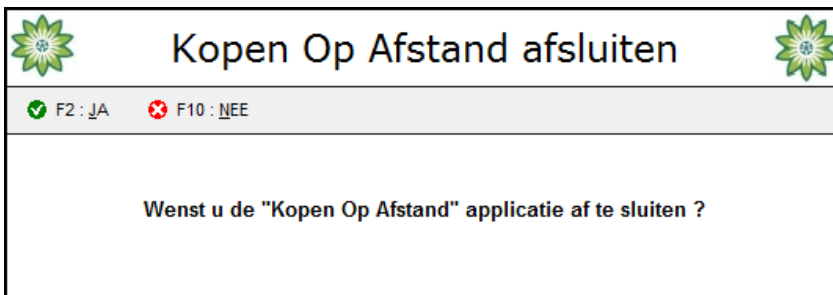 Kopen Op Afstand afsluiten
F2 : JA F10 : NEE
Wenst u de "Kopen Op Afstand" applicatie af te sluiten ?